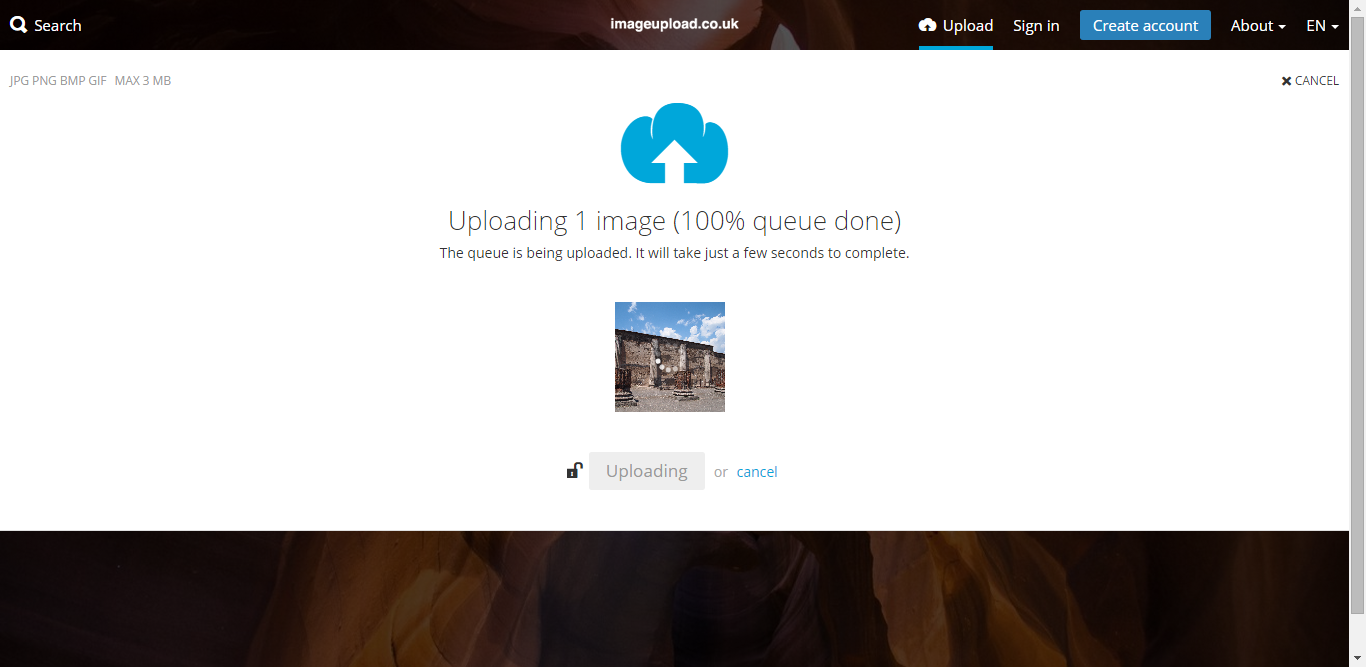 Search
imageupload.co.uk
Upload Sign in Create account About EN
JPG PNG BMP GIF MAX 3 MB
CANCEL
Uploading 1 image (100% queue done)
The queue is being uploaded. It will take just a few seconds to complete.
Uploading or cancel